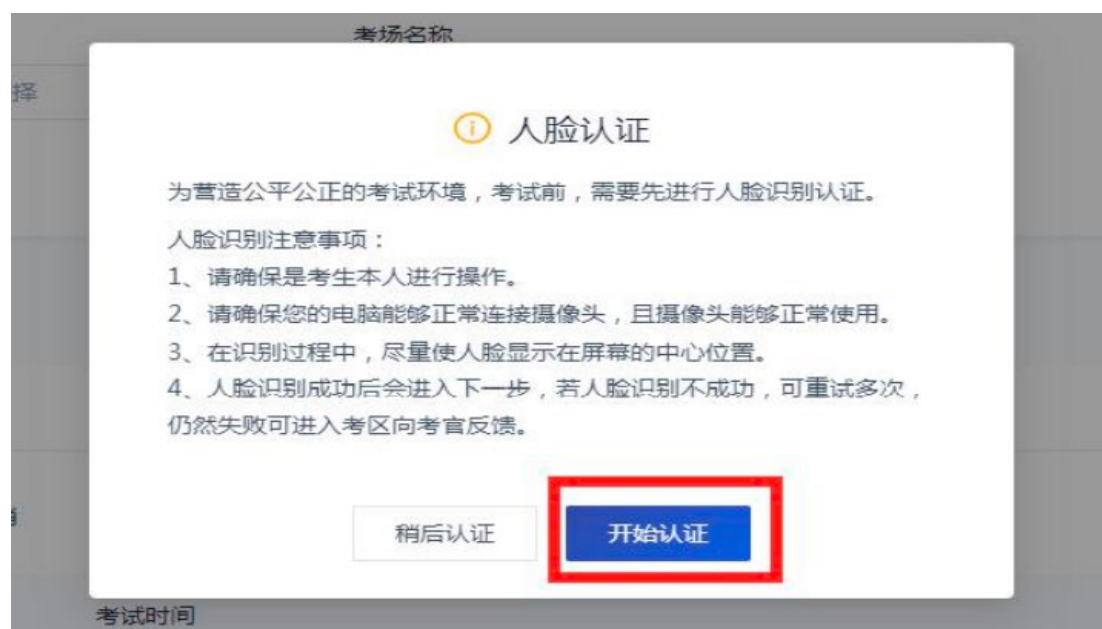 考场名称
择
人脸认证
为营造公平公正的考试环境，考试前，需要先进行人脸识别认证。
人脸识别注意事项：
1、请确保是考生本人进行操作。
2、请确保您的电脑能够正常连接摄像头，且摄像头能够正常使用。
3、在识别过程中，尽量使人脸显示在屏幕的中心位置。
4、人脸识别成功后会进入下一步，若人脸识别不成功，可重试多次，
仍然失败可进入考区向考官反馈。
稍后认证
开始认证
考试时间